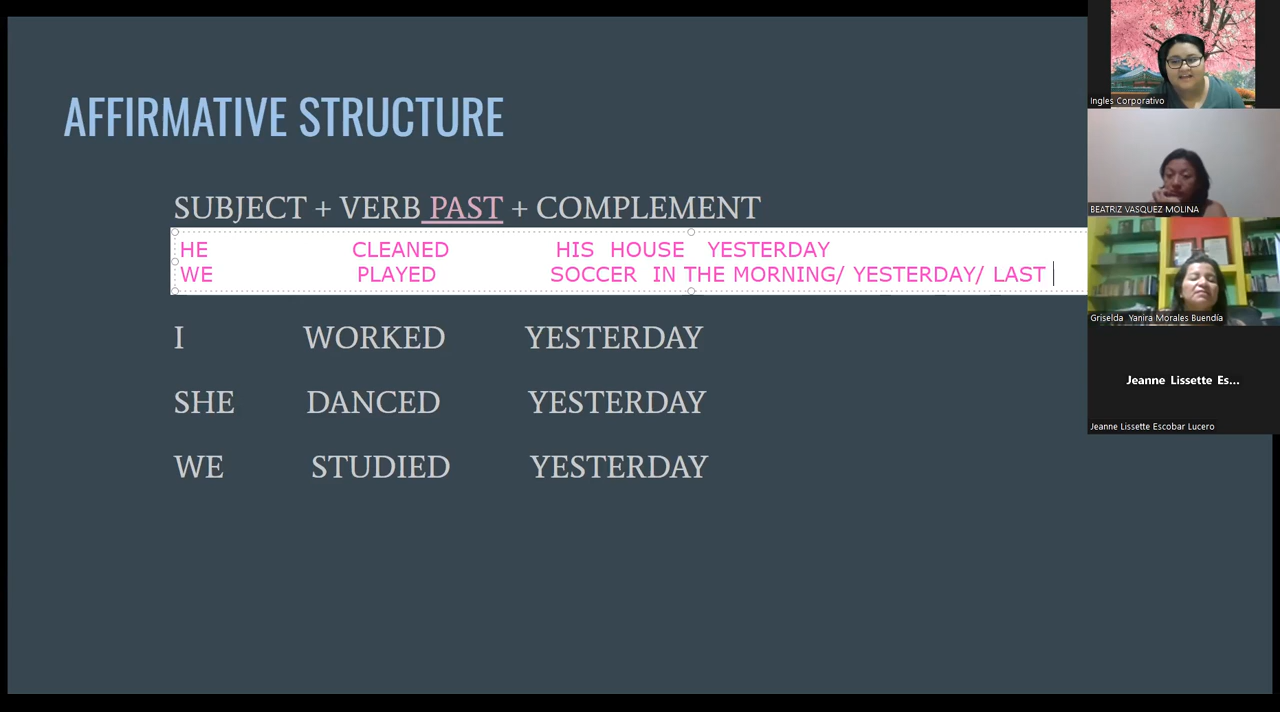 AFFIRMATIVE STRUCTURE
SUBJECT + VERB PAST + COMPLEMENT
HE CLEANED HIS HOUSE YESTERDAY
WE PLAYED SOCCER IN THE MORNING/ YESTERDAY/ LAST
I WORKED YESTERDAY
SHE DANCED YESTERDAY
WE STUDIED YESTERDAY
Ingles Corporativo
BEATRIZ VASQUEZ MOLINA
Griselda Yanira Morales Buendía
Jeanne Lissette Es...
Jeanne Lissette Escobar Lucero